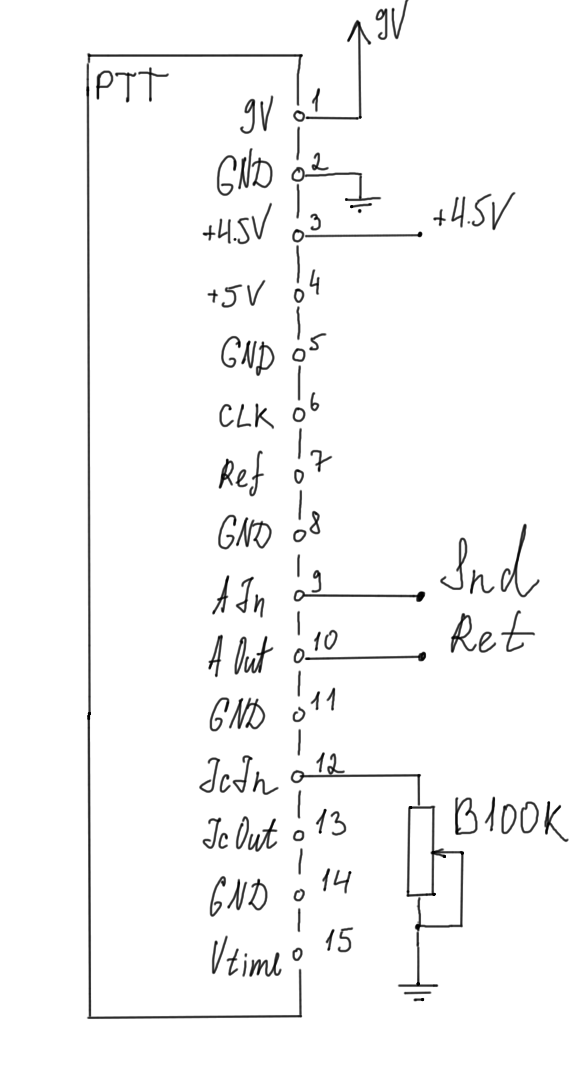 9V
PTT
9V 1
GND 2
+4.5V 3 +4.5V
+5V 4
GND 5
CLK 6
Ref 7
GND 8
A In 9 Snd
A Out 10 Ret
GND 11
IcIn 12
Ic Out 13 B100K
GND 14
Vtime 15